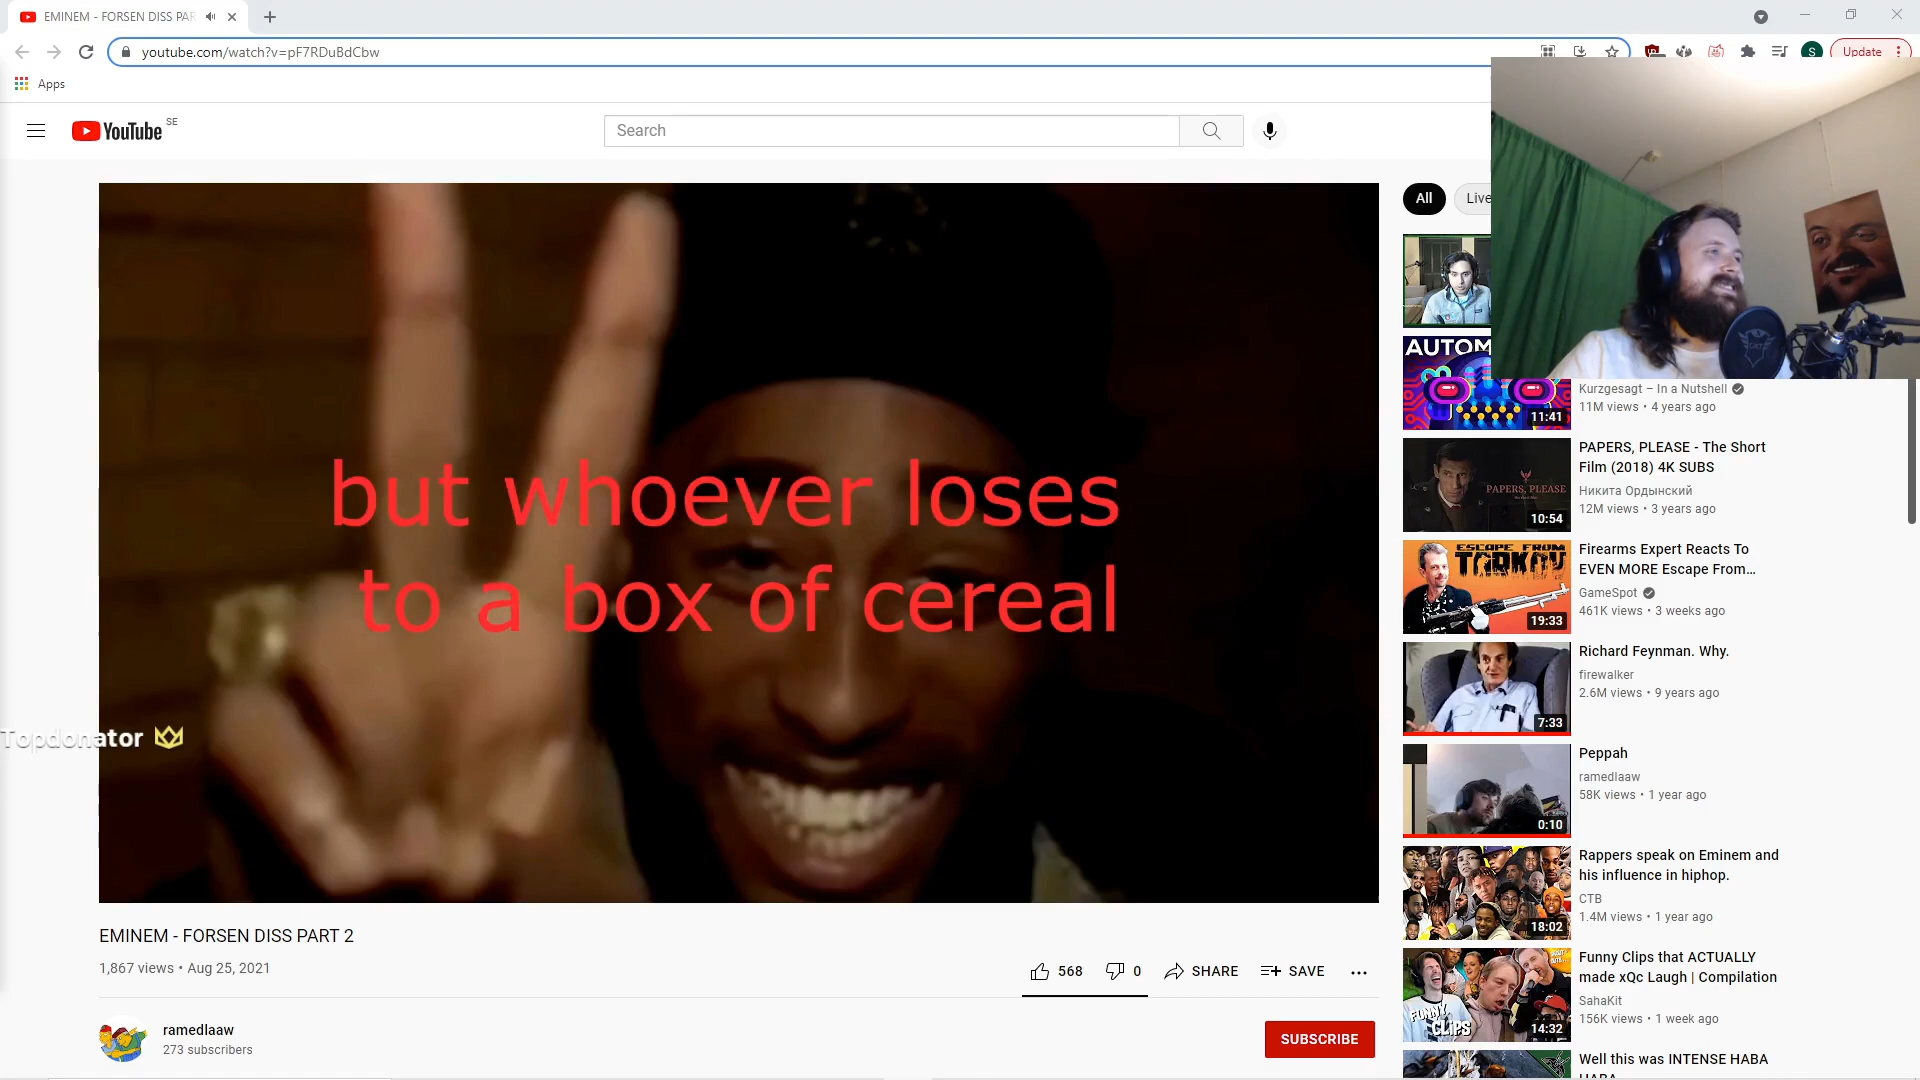 EMINEM - FORSEN DISS PAR
youtube.com/watch?v=pF7RDuBdCbw
S
Update
Apps
YouTube SE
Search
All
Live
but whoever loses
to a box of cereal
Topdonator
EMINEM - FORSEN DISS PART 2
1,867 views • Aug 25, 2021
568
0
SHARE
SAVE
ramedlaaw
273 subscribers
SUBSCRIBE
AUTOM
11:41
Kurzgesagt – In a Nutshell
11M views • 4 years ago
PAPERS, PLEASE
10:54
PAPERS, PLEASE - The Short
Film (2018) 4K SUBS
Никита Ордынский
12M views • 3 years ago
ESCAPE FROM
TARKOV
19:33
Firearms Expert Reacts To
EVEN MORE Escape From...
GameSpot
461K views • 3 weeks ago
7:33
Richard Feynman. Why.
firewalker
2.6M views • 9 years ago
0:10
Peppah
ramedlaaw
58K views • 1 year ago
18:02
Rappers speak on Eminem and
his influence in hiphop.
CTB
1.4M views • 1 year ago
FUNNY
CLiPS
14:32
Funny Clips that ACTUALLY
made xQc Laugh | Compilation
SahaKit
156K views • 1 week ago
Well this was INTENSE HABA